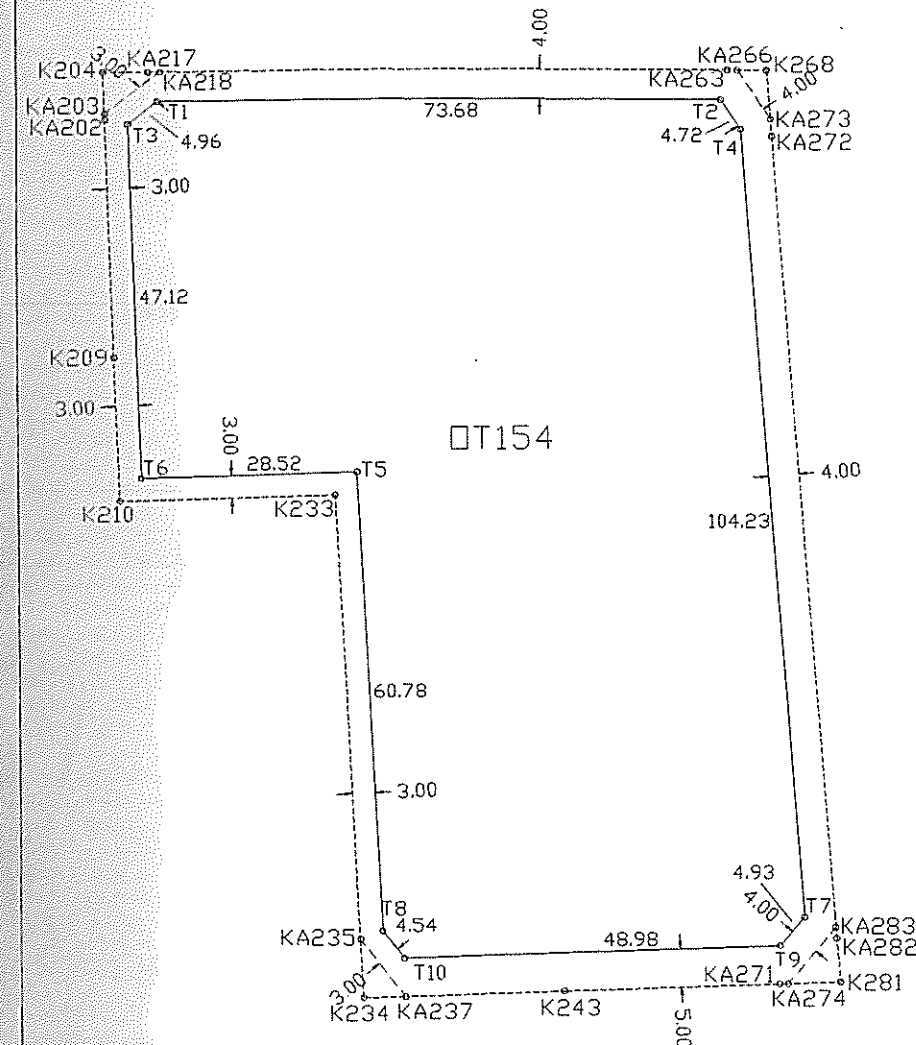 4.00
K204
3.00
KA217
KA266
K268
KA218
KA263
4.00
KA203
KA202
T1
73.68
T2
KA273
T3
4.96
4.72
T4
KA272
3.00
47.12
K209
3.00
3.00
□T154
T6
28.52
T5
4.00
K210
K233
104.23
60.78
3.00
4.93
4.00
T7
T8
4.54
KA235
48.98
KA283
KA282
T10
T9
3.00
KA271
K281
K234
KA237
K243
KA274
5.00